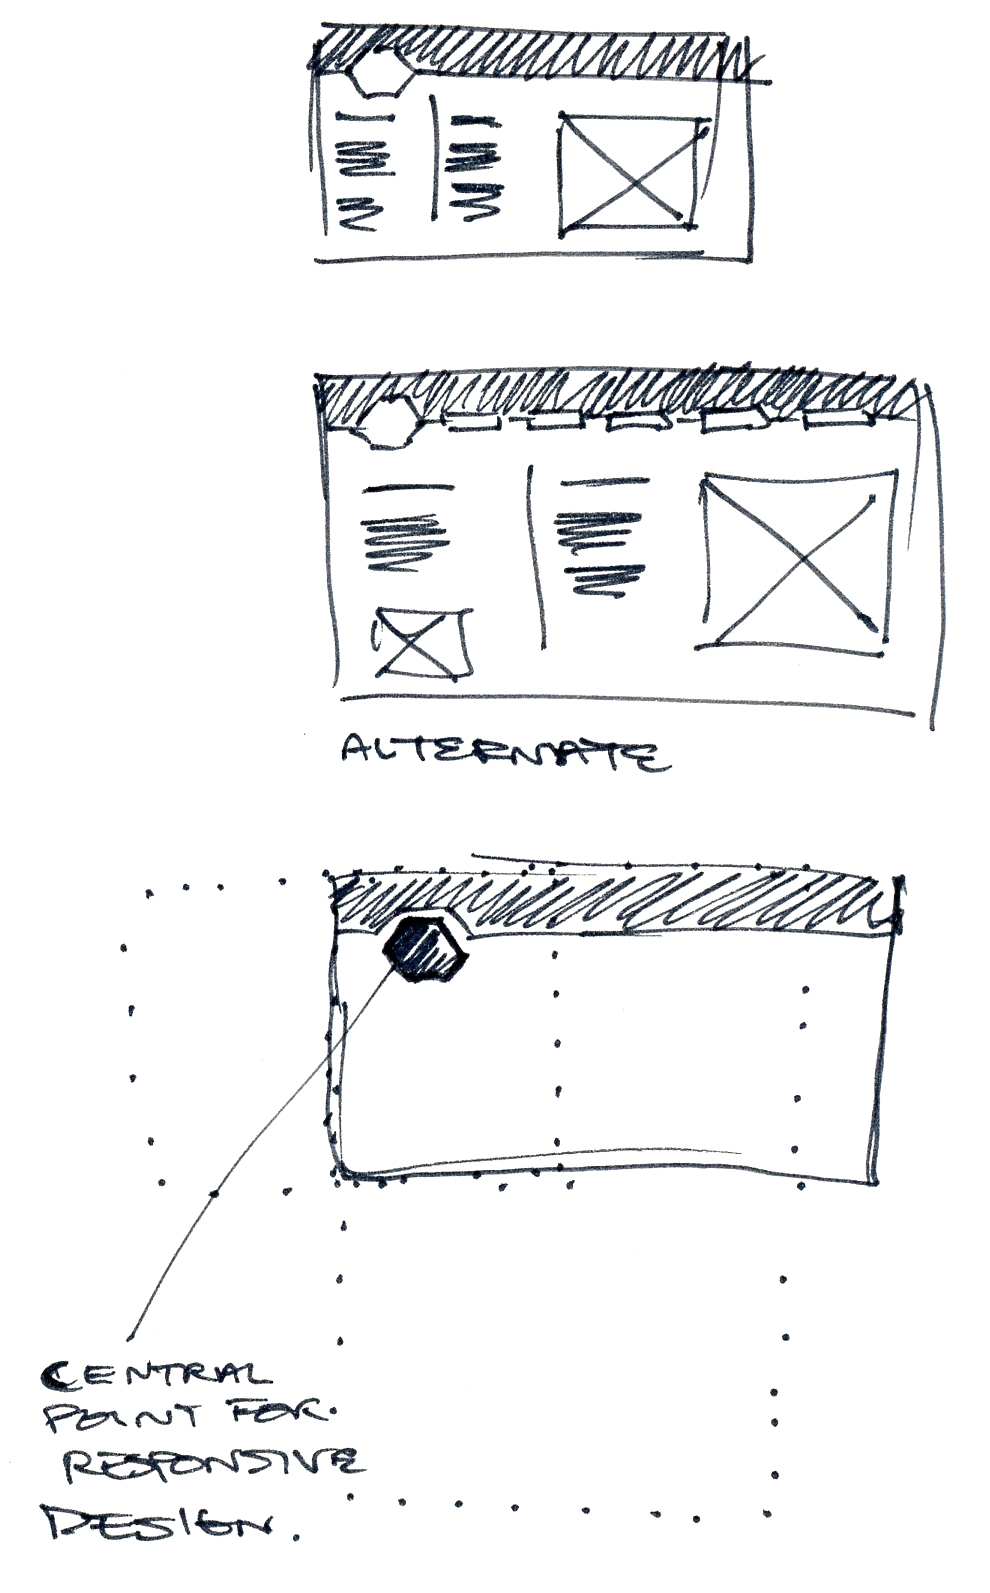 ALTERNATE
CENTRAL
POINT FOR.
RESPONSIVE
DESIGN.